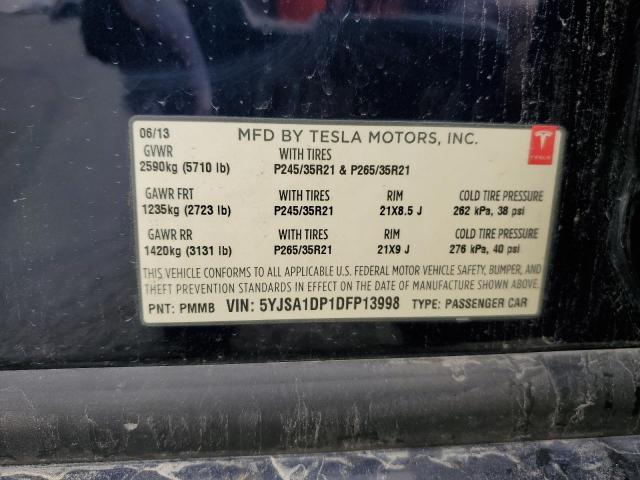 06/13 MFD BY TESLA MOTORS, INC.
TESLA
GVWR WITH TIRES
2590kg (5710 lb) P245/35R21 & P265/35R21
GAWR FRT WITH TIRES RIM COLD TIRE PRESSURE
1235kg (2723 lb) P245/35R21 21X8.5 J 262 kPa, 38 psi
GAWR RR WITH TIRES RIM COLD TIRE PRESSURE
1420kg (3131 lb) P265/35R21 21X9 J 276 kPa, 40 psi
THIS VEHICLE CONFORMS TO ALL APPLICABLE U.S. FEDERAL MOTOR VEHICLE SAFETY, BUMPER, AND
THEFT PREVENTION STANDARDS IN EFFECT ON THE DATE OF MANUFACTURE SHOWN ABOVE.
PNT: PMMB VIN: 5YJSA1DP1DFP13998 TYPE: PASSENGER CAR